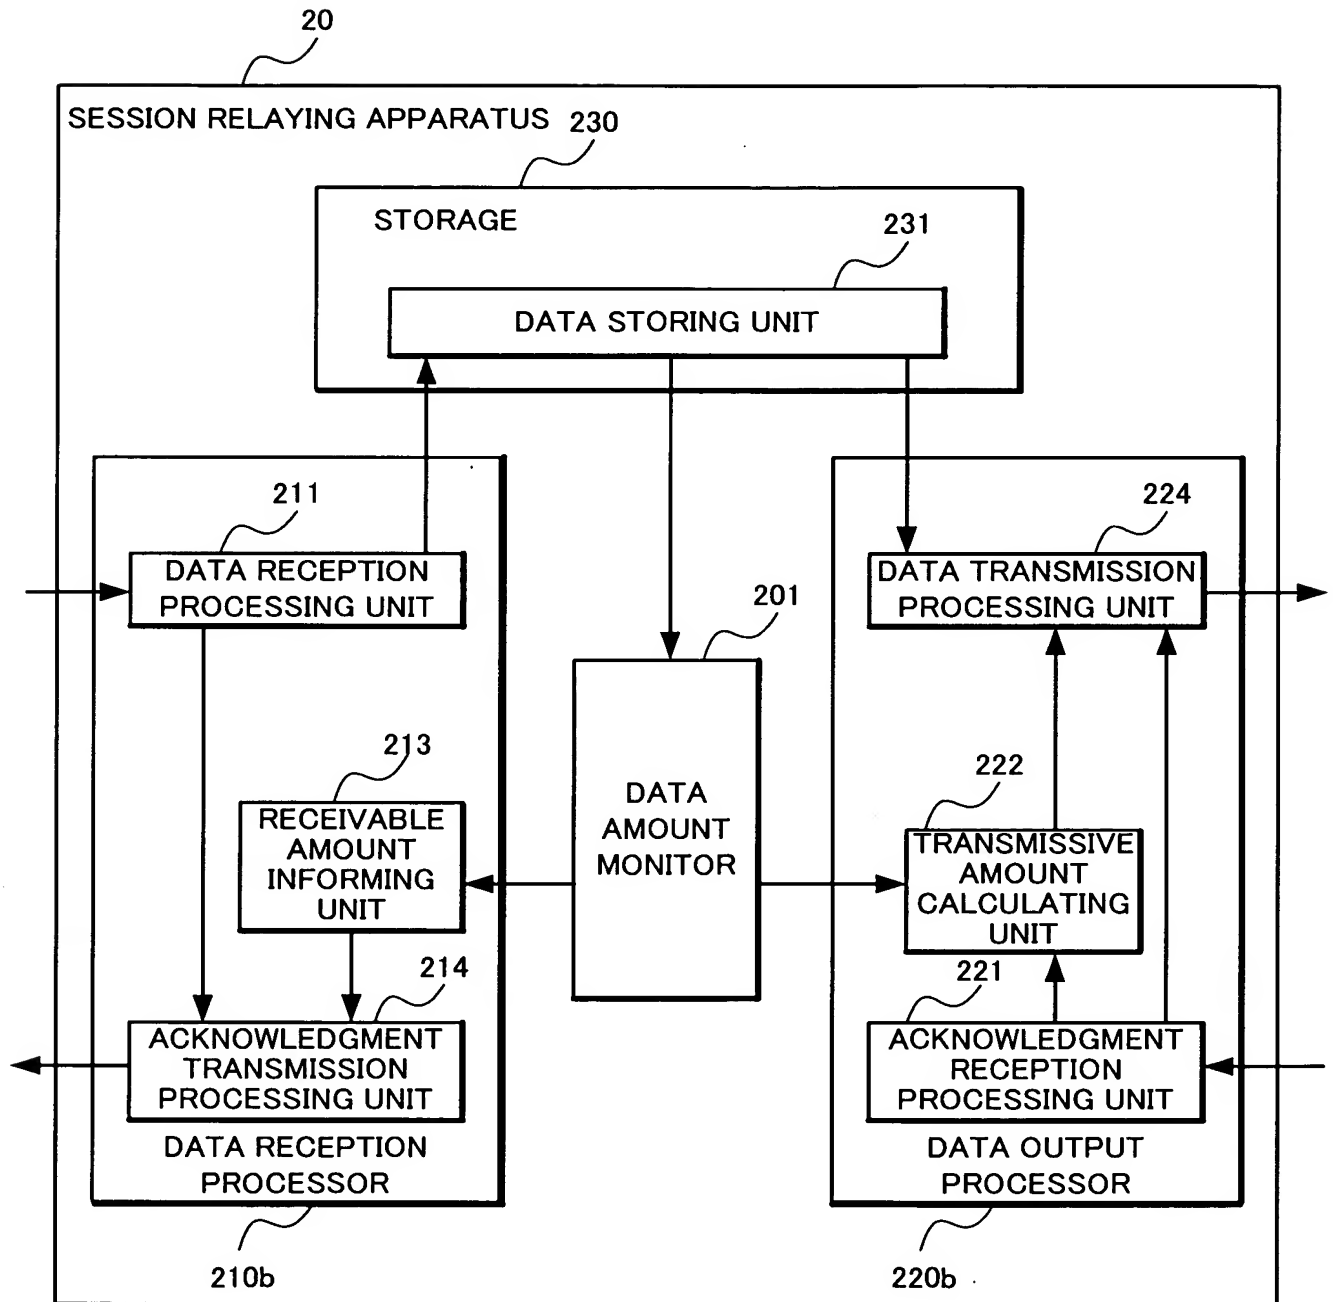 20
SESSION RELAYING APPARATUS
230
STORAGE
231
DATA STORING UNIT
211
DATA RECEPTION
PROCESSING UNIT
224
DATA TRANSMISSION
PROCESSING UNIT
201
DATA
AMOUNT
MONITOR
213
RECEIVABLE
AMOUNT
INFORMING
UNIT
222
TRANSMISSIVE
AMOUNT
CALCULATING
UNIT
214
ACKNOWLEDGMENT
TRANSMISSION
PROCESSING UNIT
221
ACKNOWLEDGMENT
RECEPTION
PROCESSING UNIT
DATA RECEPTION
PROCESSOR
DATA OUTPUT
PROCESSOR
210b
220b